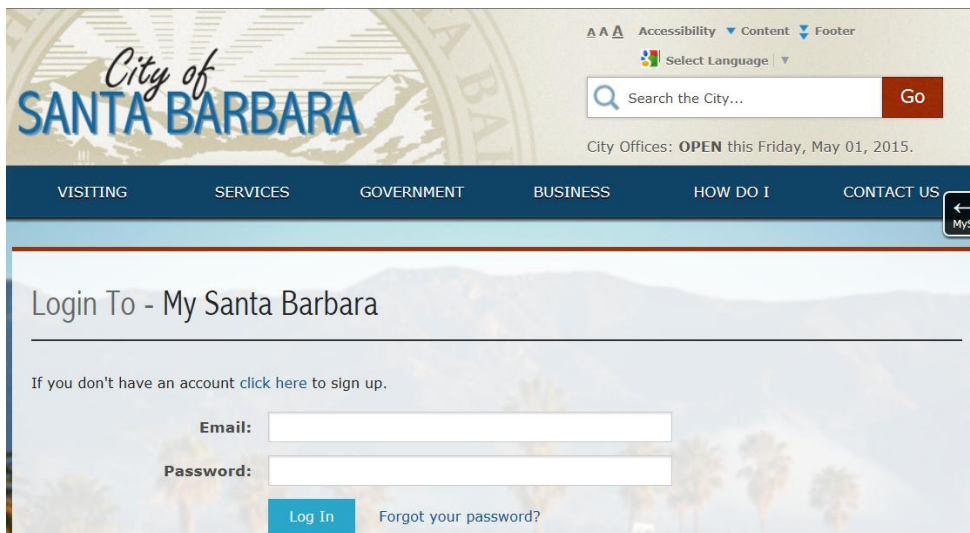 City of
SANTA BARBARA
A A A Accessibility Content Footer
Select Language
Search the City...
Go
City Offices: OPEN this Friday, May 01, 2015.
VISITING SERVICES GOVERNMENT BUSINESS HOW DO I CONTACT US
Login To - My Santa Barbara
If you don't have an account click here to sign up.
Email:
Password:
Log In Forgot your password?